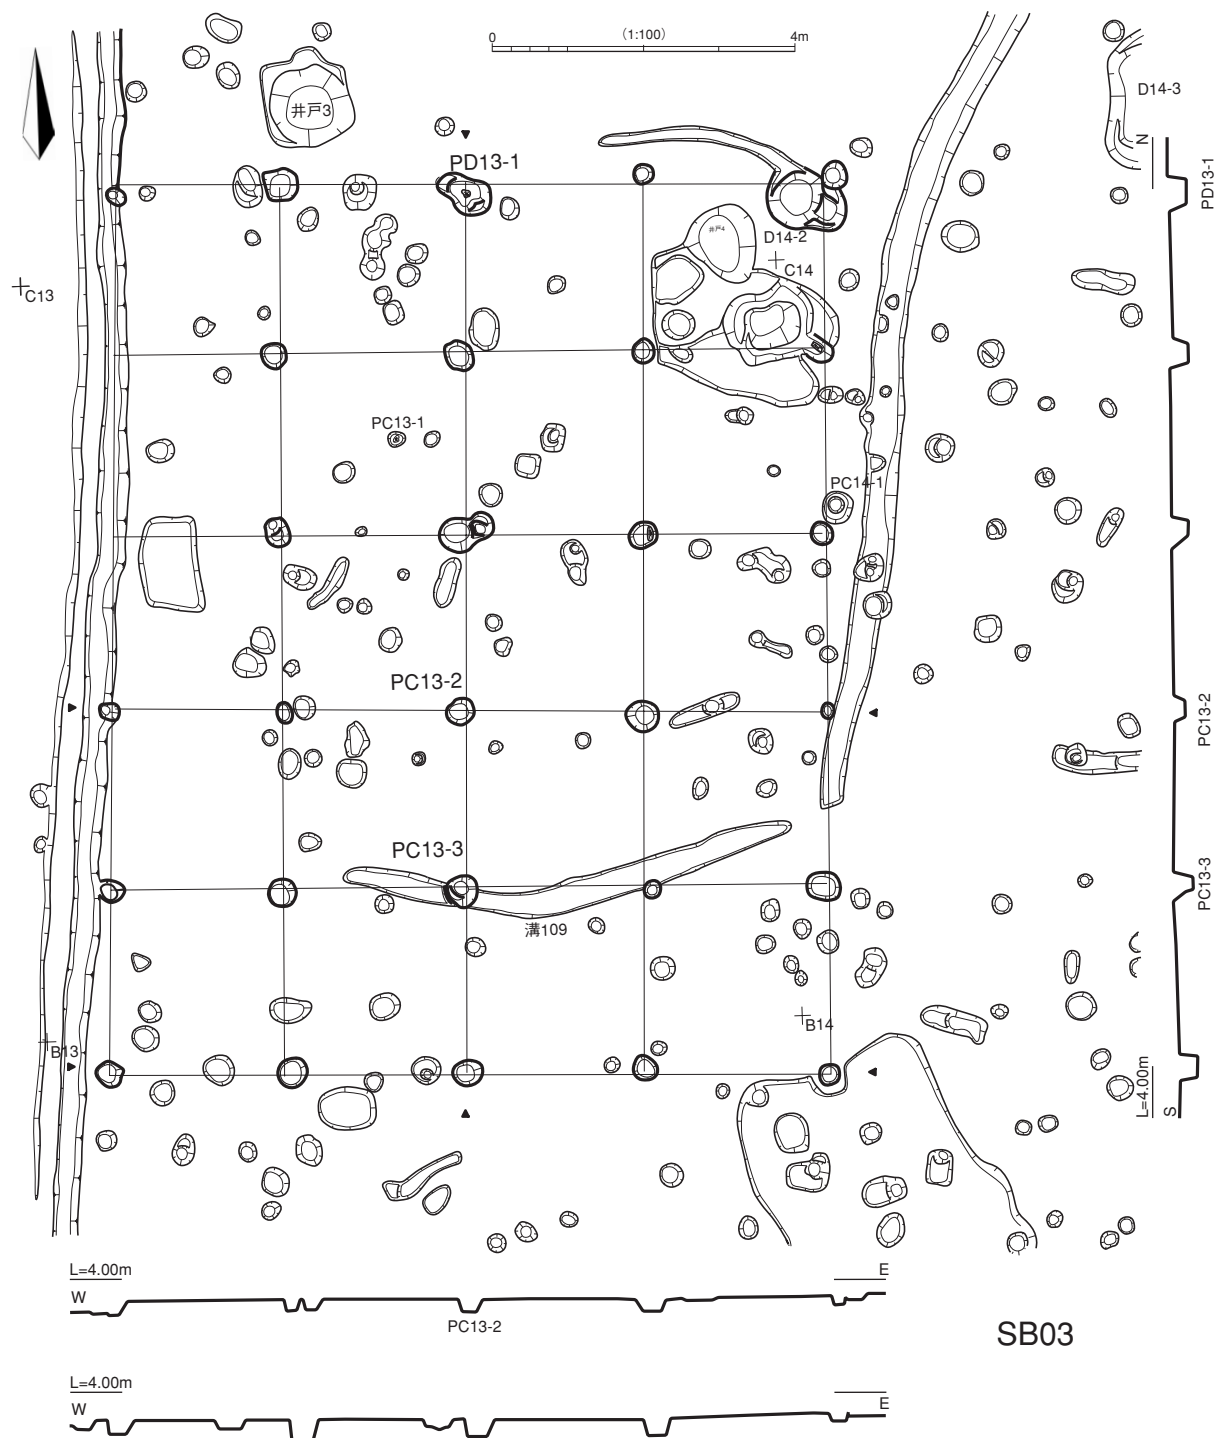 0 （1:100） 4m
井戸3
D14-3
N
PD13-1
PD13-1
井戸4
D14-2
C14
C13
PC13-1
PC14-1
PC13-2
PC13-2
PC13-3
PC13-3
溝109
B14
B13
L=4.00m
S
L=4.00m
W
E
PC13-2
SB03
L=4.00m
W
E